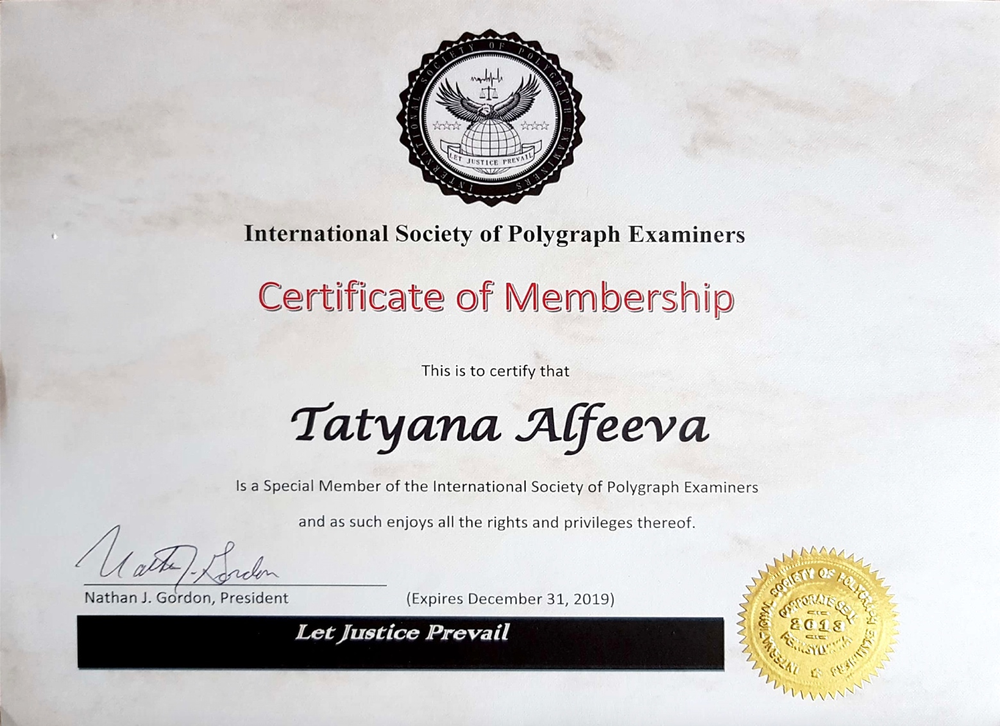 INTERNATIONAL SOCIETY OF POLYGRAPH EXAMINERS
LET JUSTICE PREVAIL
International Society of Polygraph Examiners
Certificate of Membership
This is to certify that
Tatyana Alfeeva
Is a Special Member of the International Society of Polygraph Examiners
and as such enjoys all the rights and privileges thereof.
Nathan J. Gordon
Nathan J. Gordon, President
(Expires December 31, 2019)
Let Justice Prevail
INTERNATIONAL SOCIETY OF POLYGRAPH EXAMINERS
CORPORATE SEAL
2013
PENNSYLVANIA